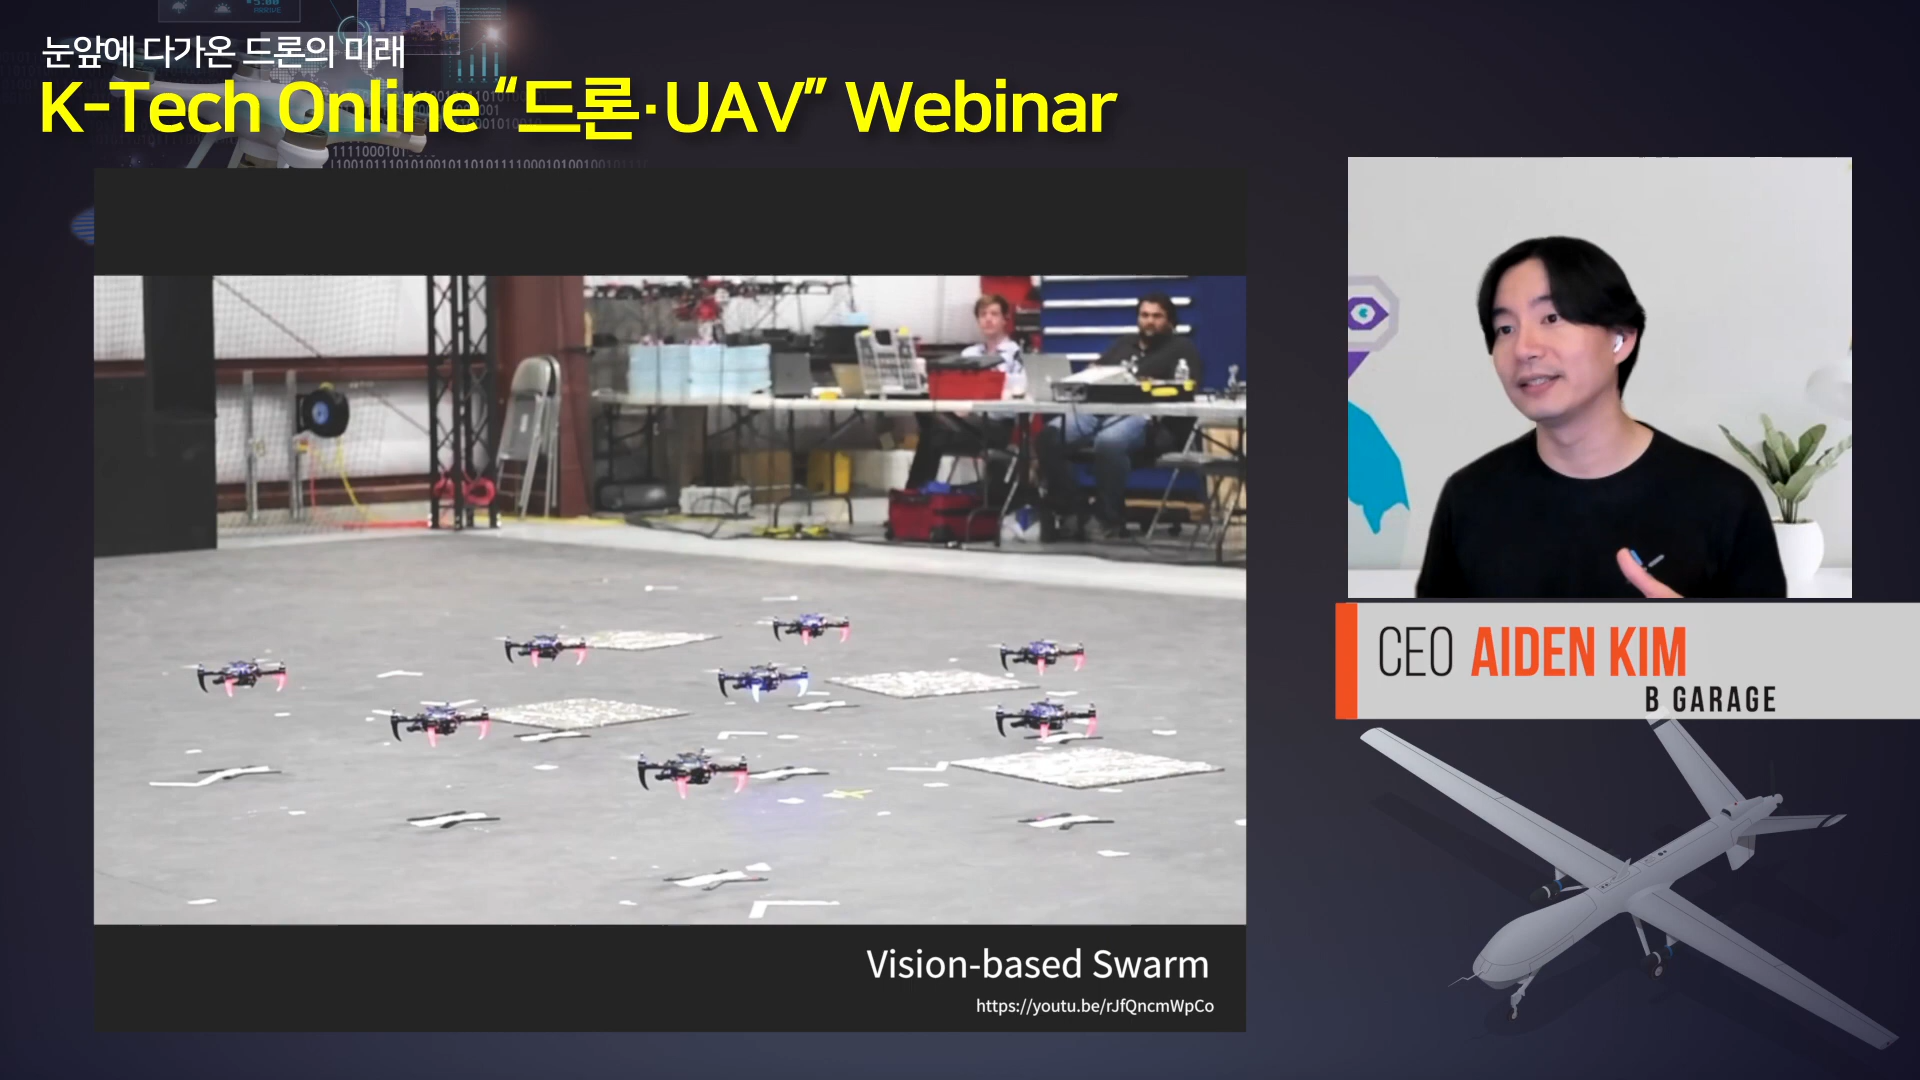 눈앞에 다가온 드론의 미래
K-Tech Online “드론·UAV” Webinar
CEO AIDEN KIM
B GARAGE
Vision-based Swarm
https://youtu.be/rJfQncmWpCo